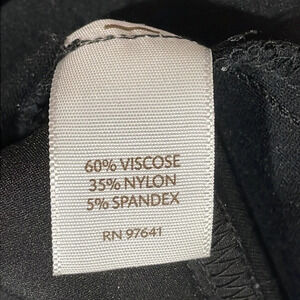 60% VISCOSE
35% NYLON
5% SPANDEX
RN 97641